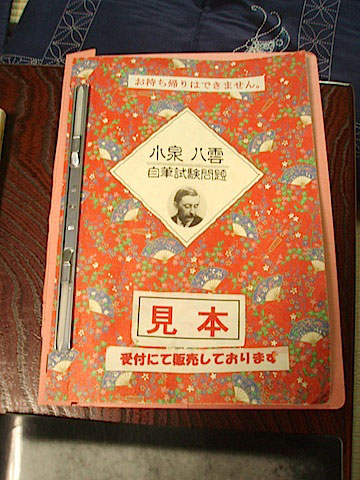 お持ち帰りはできません。
小泉 八雲
自筆試験問題
見本
受付にて販売しております